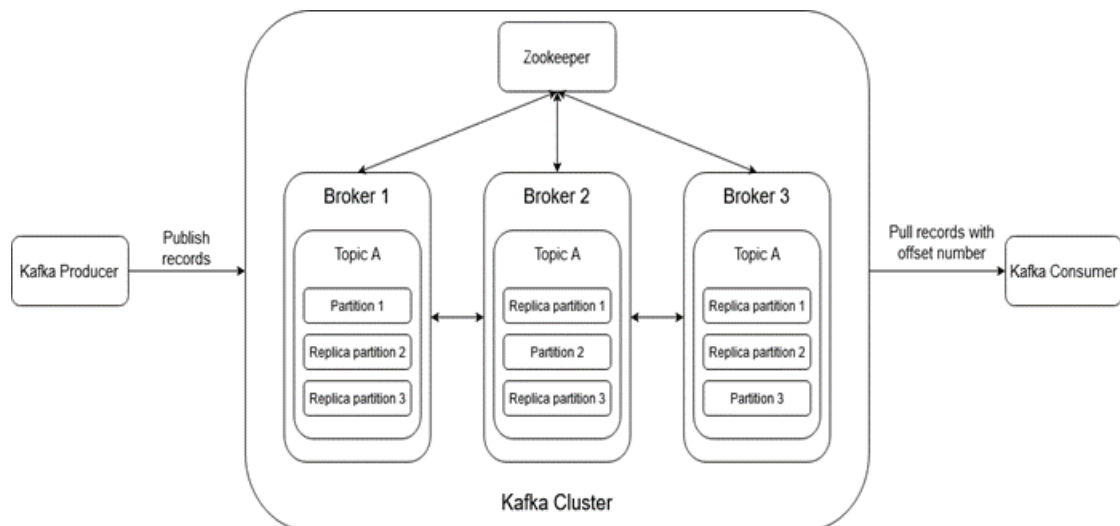 Zookeeper
Broker 1
Broker 2
Broker 3
Publish
records
Pull records with
offset number
Kafka Producer
Topic A
Topic A
Topic A
Kafka Consumer
Partition 1
Replica partition 1
Replica partition 1
Replica partition 2
Partition 2
Replica partition 2
Replica partition 3
Replica partition 3
Partition 3
Kafka Cluster